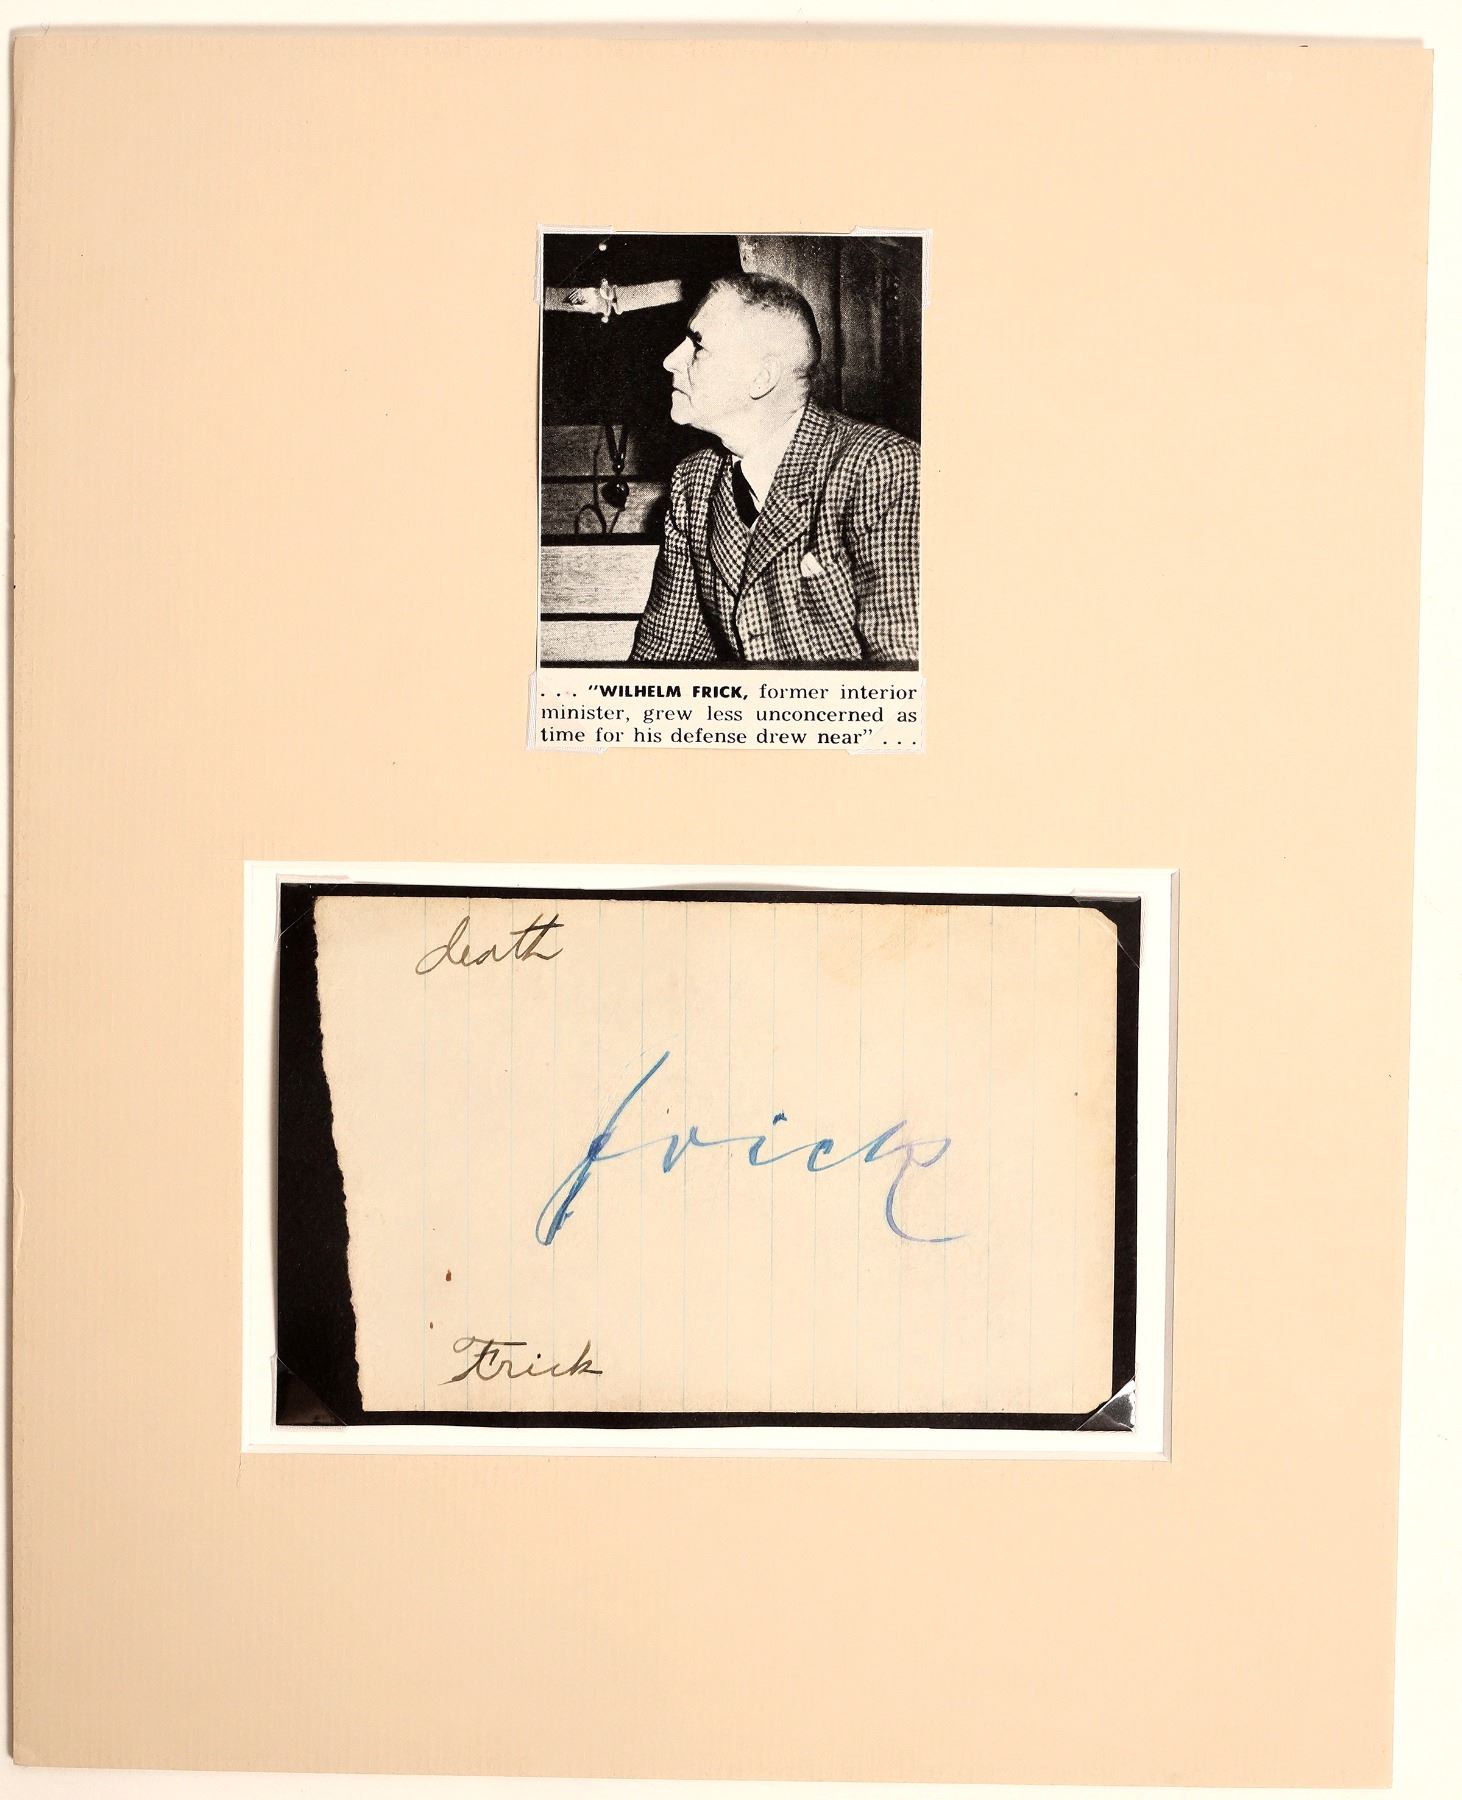 . . . "WILHELM FRICK, former interior
minister, grew less unconcerned as
time for his defense drew near" . . .
death
frick
Frick